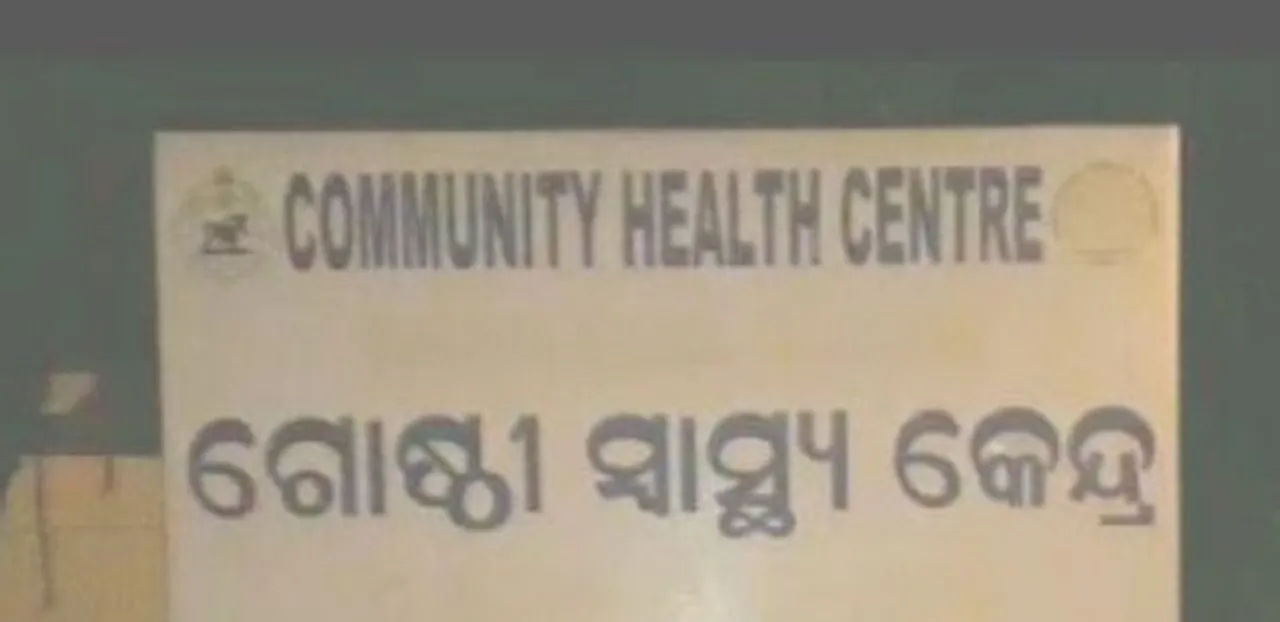 COMMUNITY HEALTH CENTRE
ଗୋଷ୍ଠୀ ସ୍ୱାସ୍ଥ୍ୟ କେନ୍ଦ୍ର